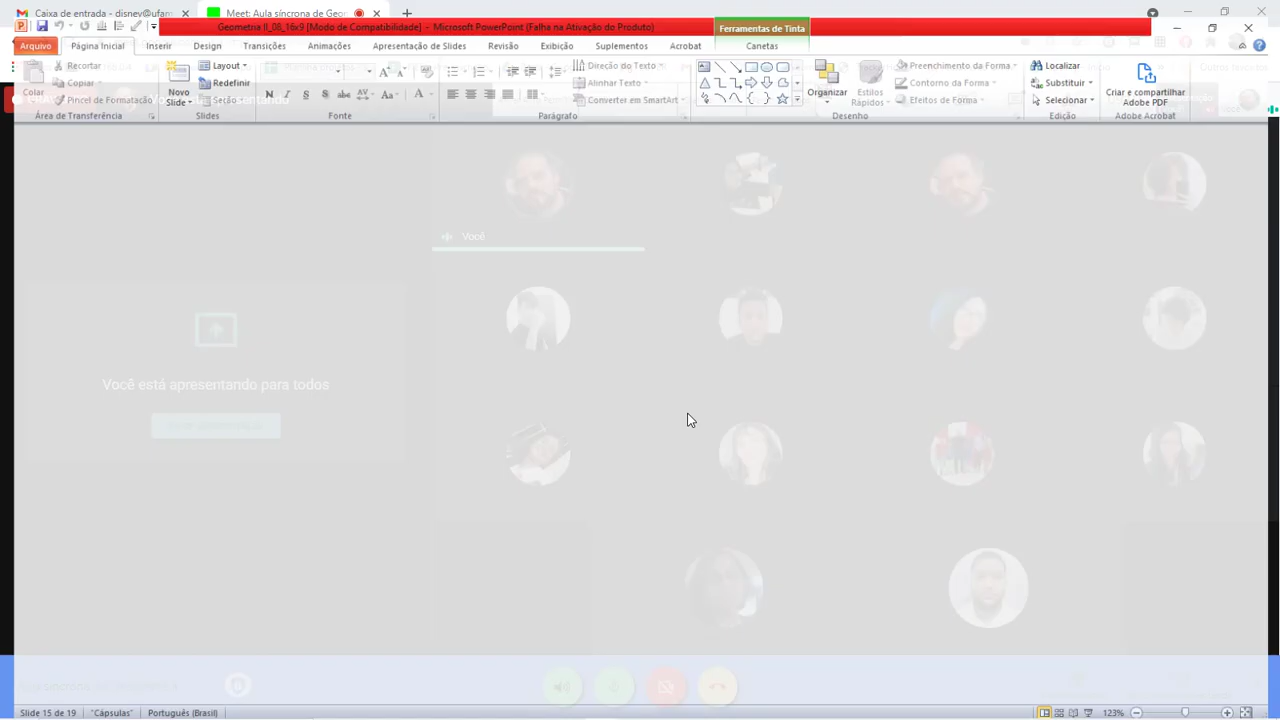 Caixa de entrada - disney@ufam
Meet: Aula síncrona de Geo
Geometria II_08_16x9 [Modo de Compatibilidade] - Microsoft PowerPoint (Falha na Ativação do Produto)
Ferramentas de Tinta
Arquivo
Página Inicial
Inserir
Design
Transições
Animações
Apresentação de Slides
Revisão
Exibição
Suplementos
Acrobat
Canetas
Colar
Recortar
Copiar
Pincel de Formatação
Área de Transferência
Novo Slide
Layout
Redefinir
Slides
Fonte
Direção do Texto
Alinhar Texto
Converter em SmartArt
Parágrafo
Organizar
Estilos Rápidos
Preenchimento da Forma
Contorno da Forma
Efeitos de Forma
Desenho
Localizar
Substituir
Selecionar
Edição
Criar e compartilhar
Adobe PDF
Adobe Acrobat
Você
Você está apresentando para todos
Slide 15 de 19
"Cápsulas"
Português (Brasil)
123%